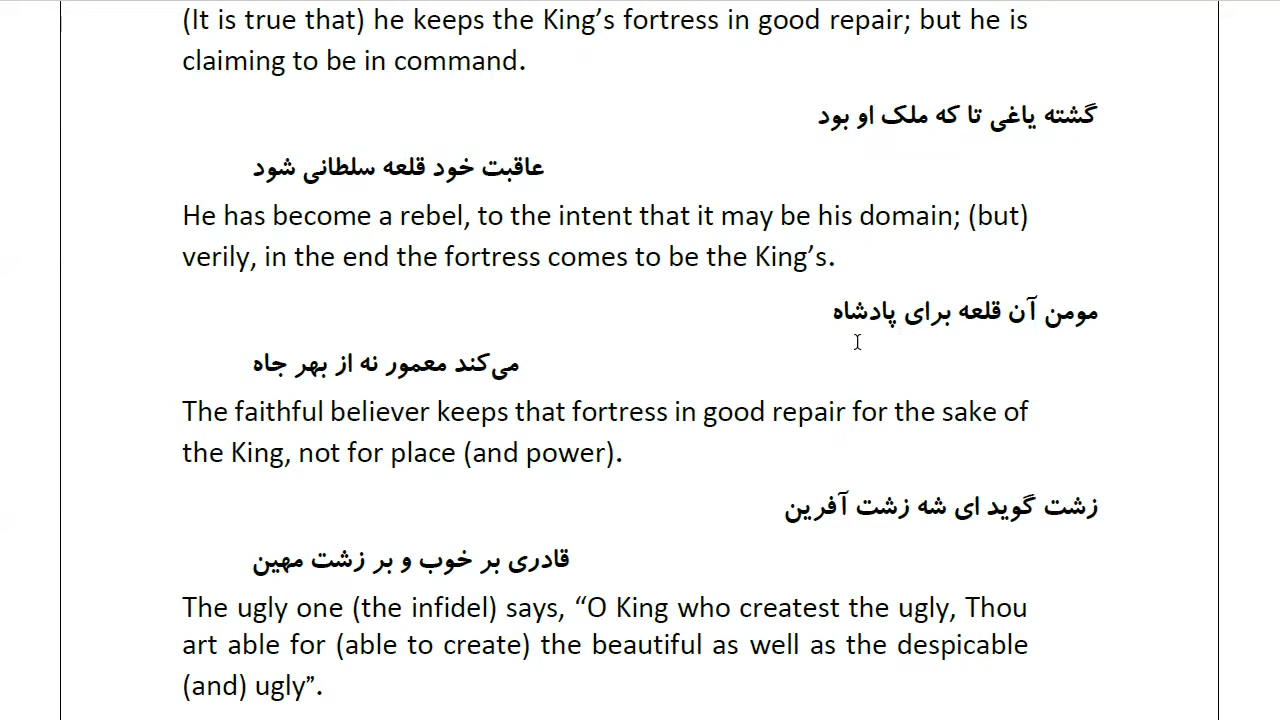 (It is true that) he keeps the King’s fortress in good repair; but he is
claiming to be in command.
گشته یاغی تا که ملک او بود
عاقبت خود قلعه سلطانی شود
He has become a rebel, to the intent that it may be his domain; (but)
verily, in the end the fortress comes to be the King’s.
مومن آن قلعه برای پادشاه
می‌کند معمور نه از بهر جاه
The faithful believer keeps that fortress in good repair for the sake of
the King, not for place (and power).
زشت گوید ای شه زشت آفرین
قادری بر خوب و بر زشت مهین
The ugly one (the infidel) says, “O King who createst the ugly, Thou
art able for (able to create) the beautiful as well as the despicable
(and) ugly”.